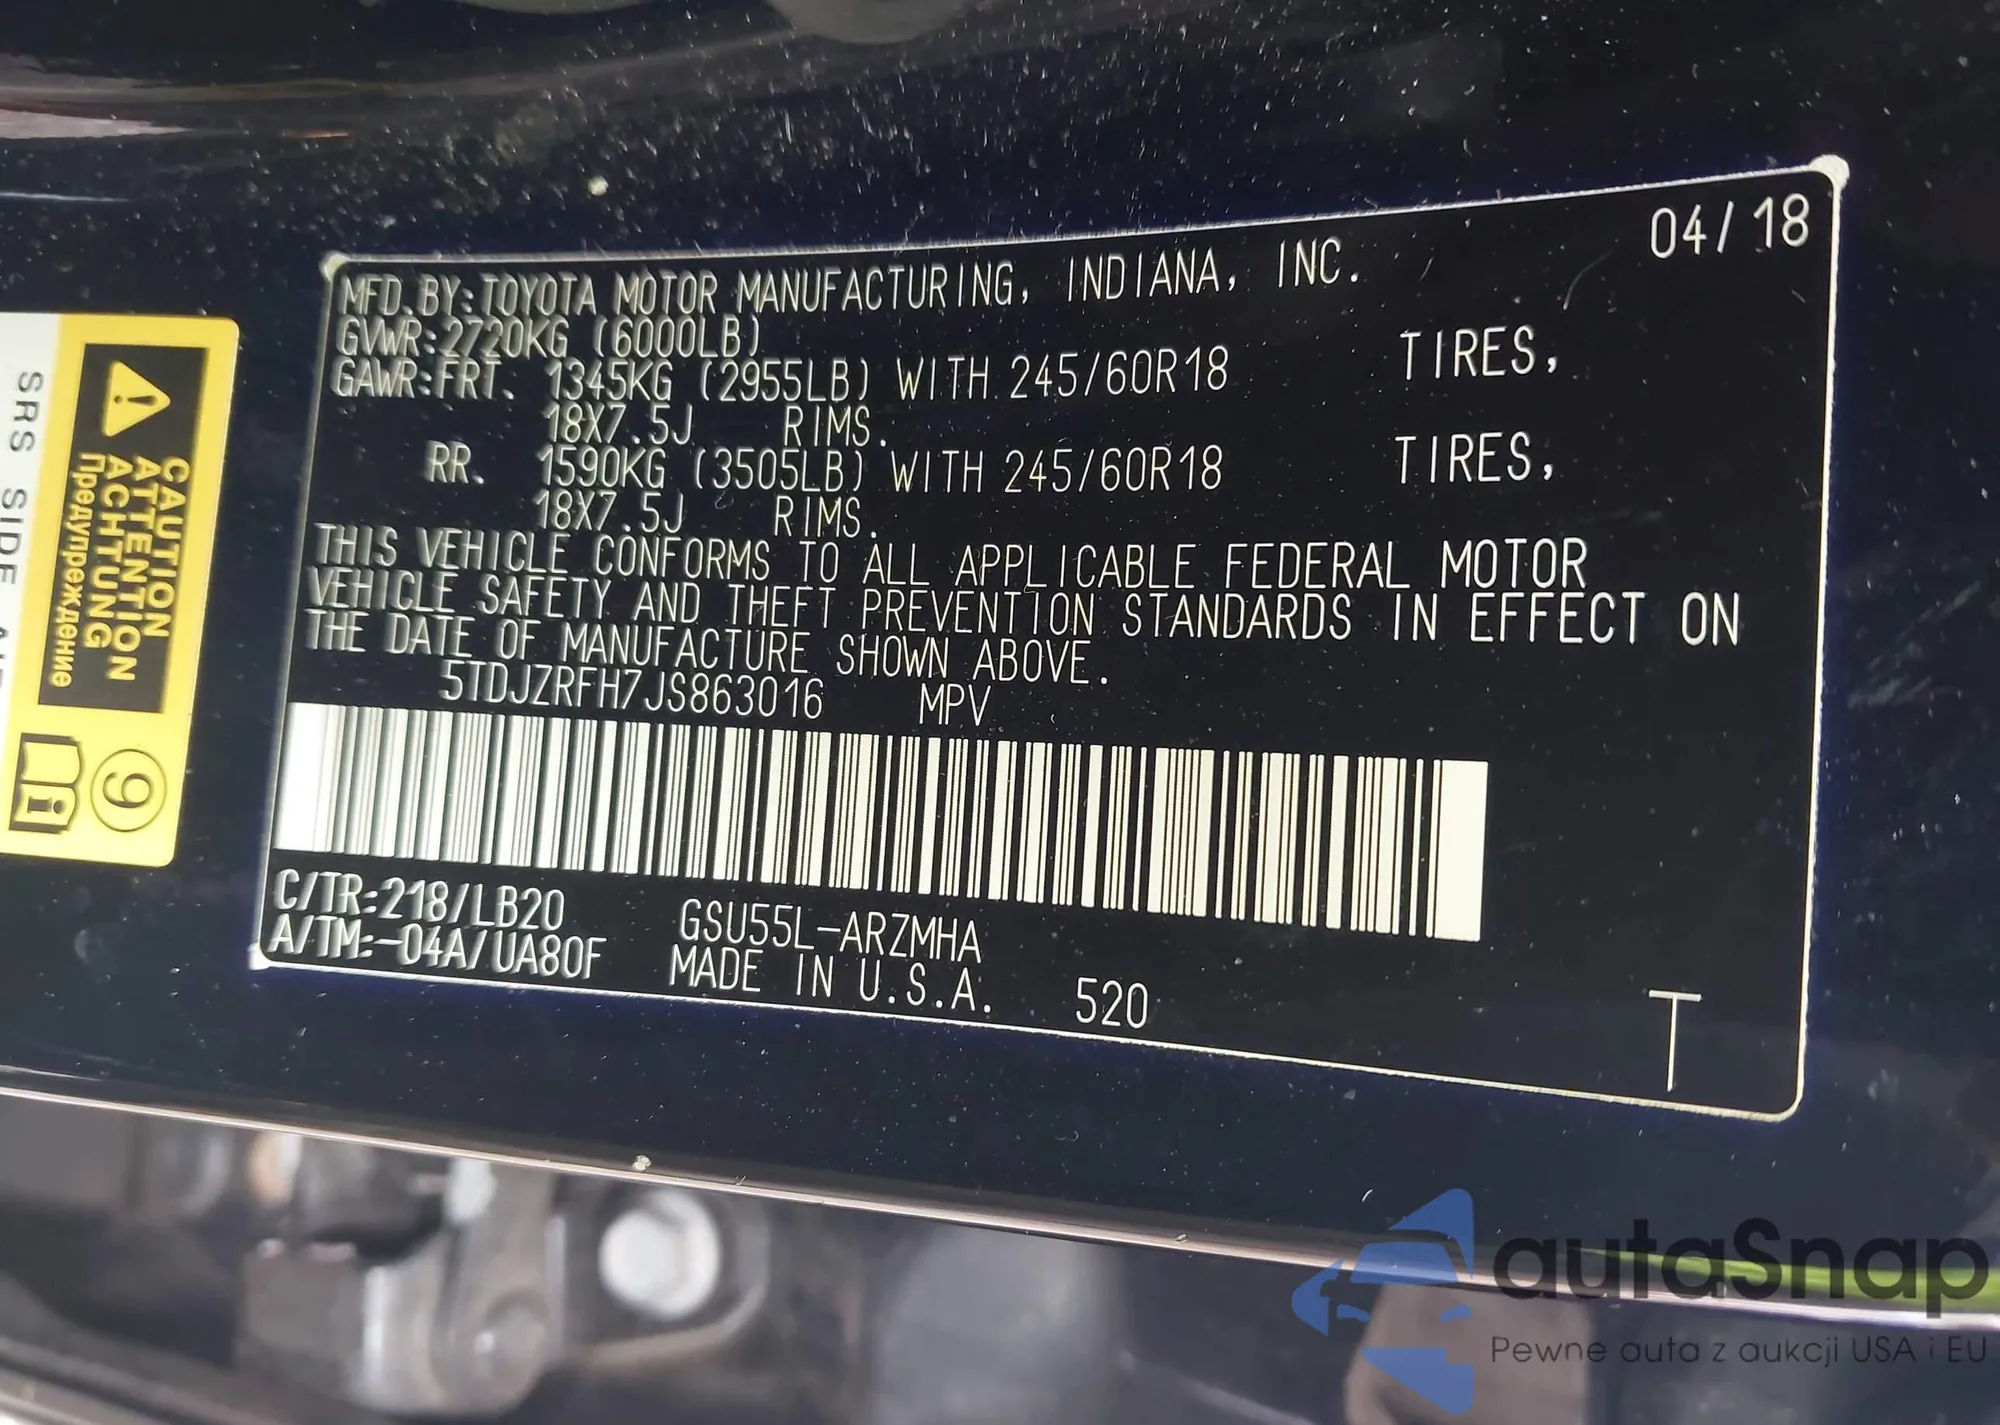 04/18
MFD.BY:TOYOTA MOTOR MANUFACTURING, INDIANA, INC.
GVWR:2720KG (6000LB)
GAWR:FRT. 1345KG (2955LB) WITH 245/60R18 TIRES,
18X7.5J RIMS.
RR. 1590KG (3505LB) WITH 245/60R18 TIRES,
18X7.5J RIMS.
THIS VEHICLE CONFORMS TO ALL APPLICABLE FEDERAL MOTOR
VEHICLE SAFETY AND THEFT PREVENTION STANDARDS IN EFFECT ON
THE DATE OF MANUFACTURE SHOWN ABOVE.
5TDJZRFH7JS863016 MPV
C/TR:218/LB20 GSU55L-ARZMHA
A/TM:-04A/UA80F MADE IN U.S.A. 520
T
CAUTION
ATTENTION
ACHTUNG
Предупреждение
9
SRS SIDE
autaSnap
Pewne auta z aukcji USA i EU